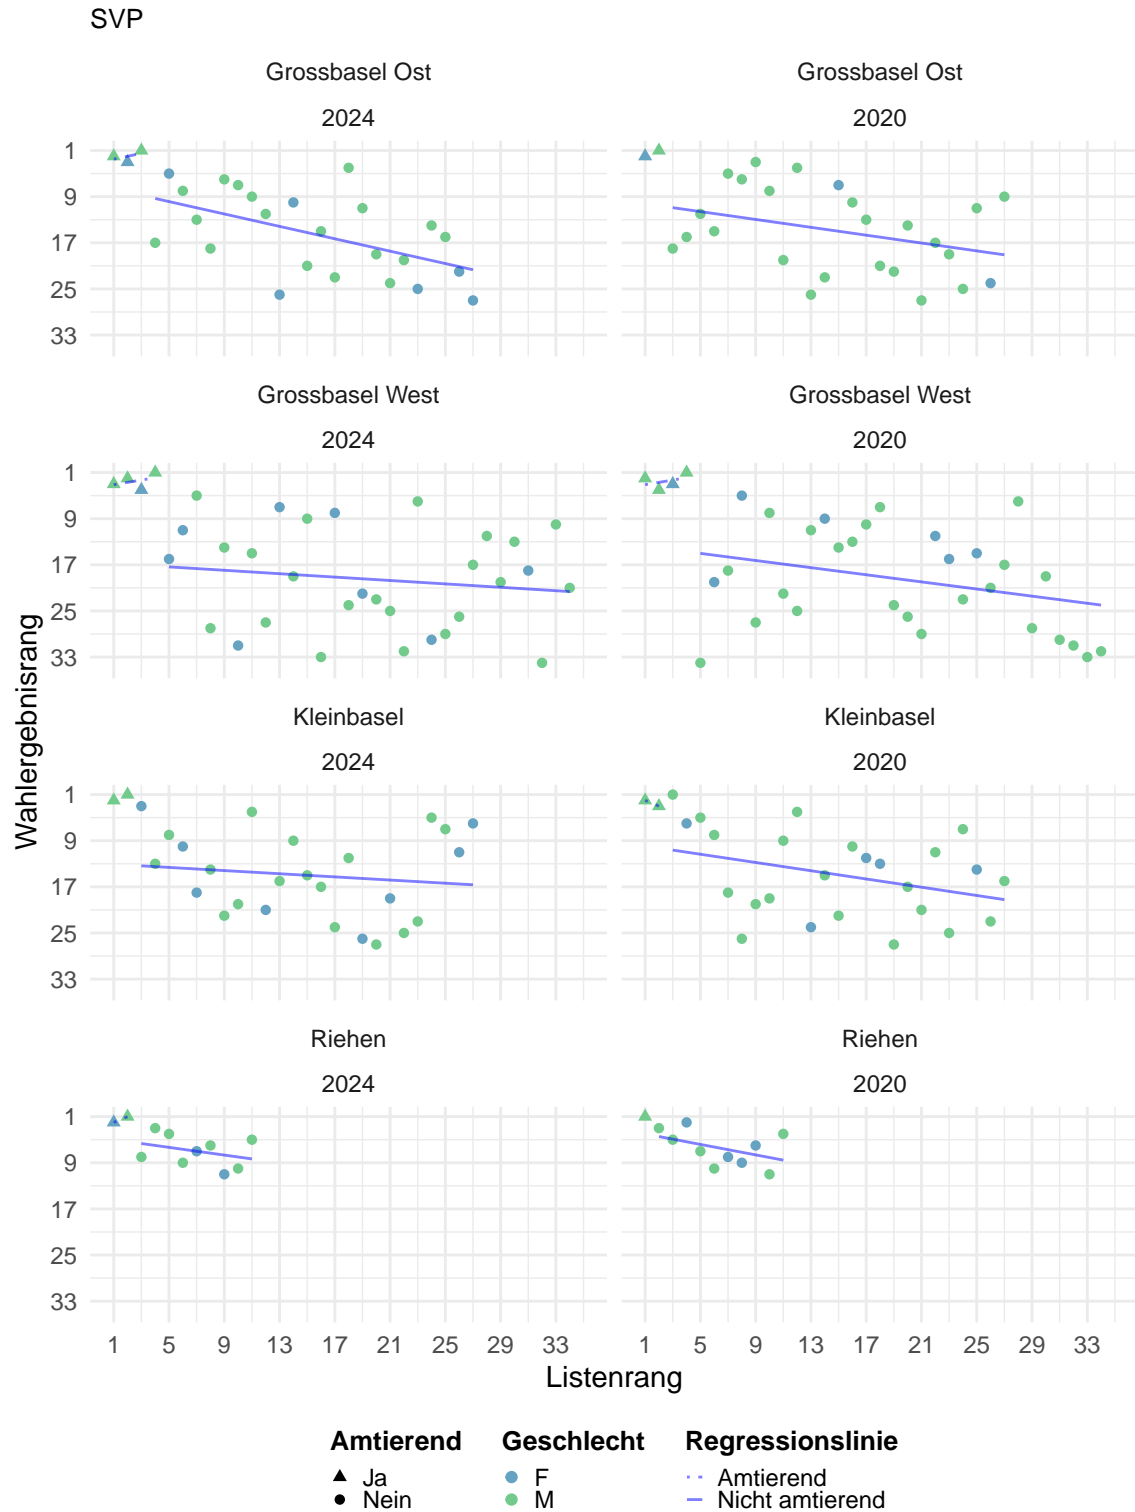 SVP
Grossbasel Ost
Grossbasel Ost
2024
2020
1
9
17
25
33
Grossbasel West
Grossbasel West
2024
2020
1
9
17
25
33
Kleinbasel
Kleinbasel
2024
2020
1
9
17
25
33
Riehen
Riehen
2024
2020
1
9
17
25
33
Wahlergebnisrang
1 5 9 13 17 21 25 29 33 1 5 9 13 17 21 25 29 33
Listenrang
Amtierend Geschlecht Regressionslinie
Ja F Amtierend
Nein M Nicht amtierend